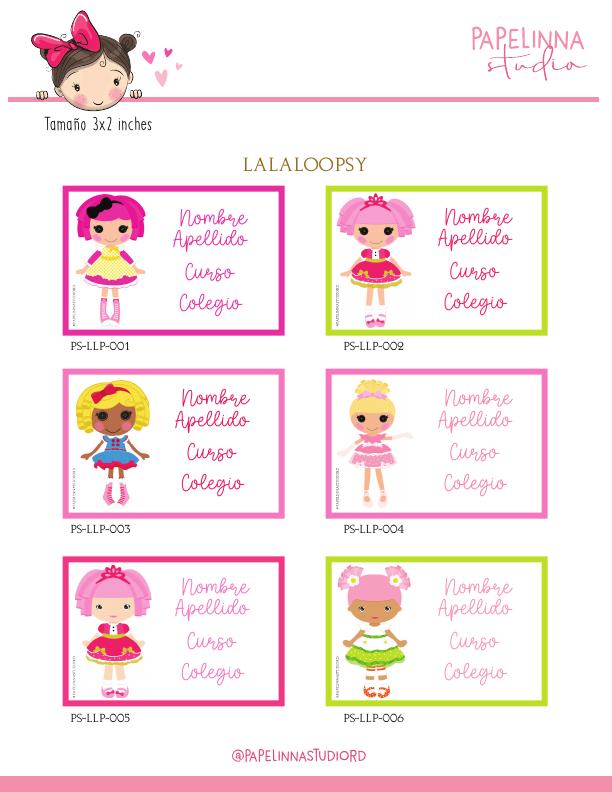 PAPELINNA
studio
Tamaño 3x2 inches
LALALOOPSY
Nombre
Apellido
Curso
Colegio
PS-LLP-001
Nombre
Apellido
Curso
Colegio
PS-LLP-002
Nombre
Apellido
Curso
Colegio
PS-LLP-003
Nombre
Apellido
Curso
Colegio
PS-LLP-004
Nombre
Apellido
Curso
Colegio
PS-LLP-005
Nombre
Apellido
Curso
Colegio
PS-LLP-006
@PAPELINNASTUDIORD